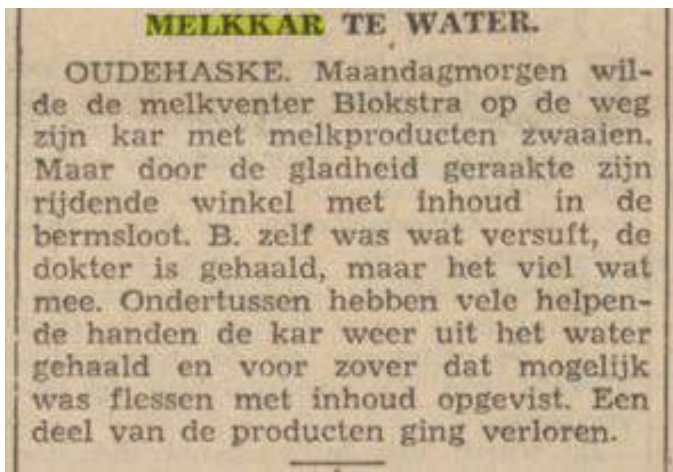 MELKKAR TE WATER.
OUDEHASKE. Maandagmorgen wil-
de de melkventer Blokstra op de weg
zijn kar met melkproducten zwaaien.
Maar door de gladheid geraakte zijn
rijdende winkel met inhoud in de
bermsloot. B. zelf was wat versuft, de
dokter is gehaald, maar het viel wat
mee. Ondertussen hebben vele helpen-
de handen de kar weer uit het water
gehaald en voor zover dat mogelijk
was flessen met inhoud opgevist. Een
deel van de producten ging verloren.